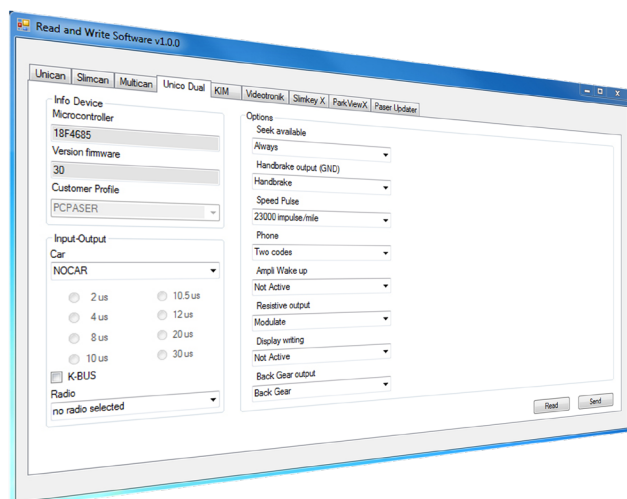 Read and Write Software v1.0.0
Unican Slimcan Multican Unico Dual KIM Videotronik Simkey X ParkViewX Paser Updater
Info Device
Microcontroller
18F4685
Version firmware
30
Customer Profile
PCPASER
Input-Output
Car
NOCAR
2 us 10.5 us
4 us 12 us
8 us 20 us
10 us 30 us
K-BUS
Radio
no radio selected
Options
Seek available
Always
Handbrake output (GND)
Handbrake
Speed Pulse
23000 impulse/mile
Phone
Two codes
Ampli Wake up
Not Active
Resistive output
Modulate
Display writing
Not Active
Back Gear output
Back Gear
Read Send